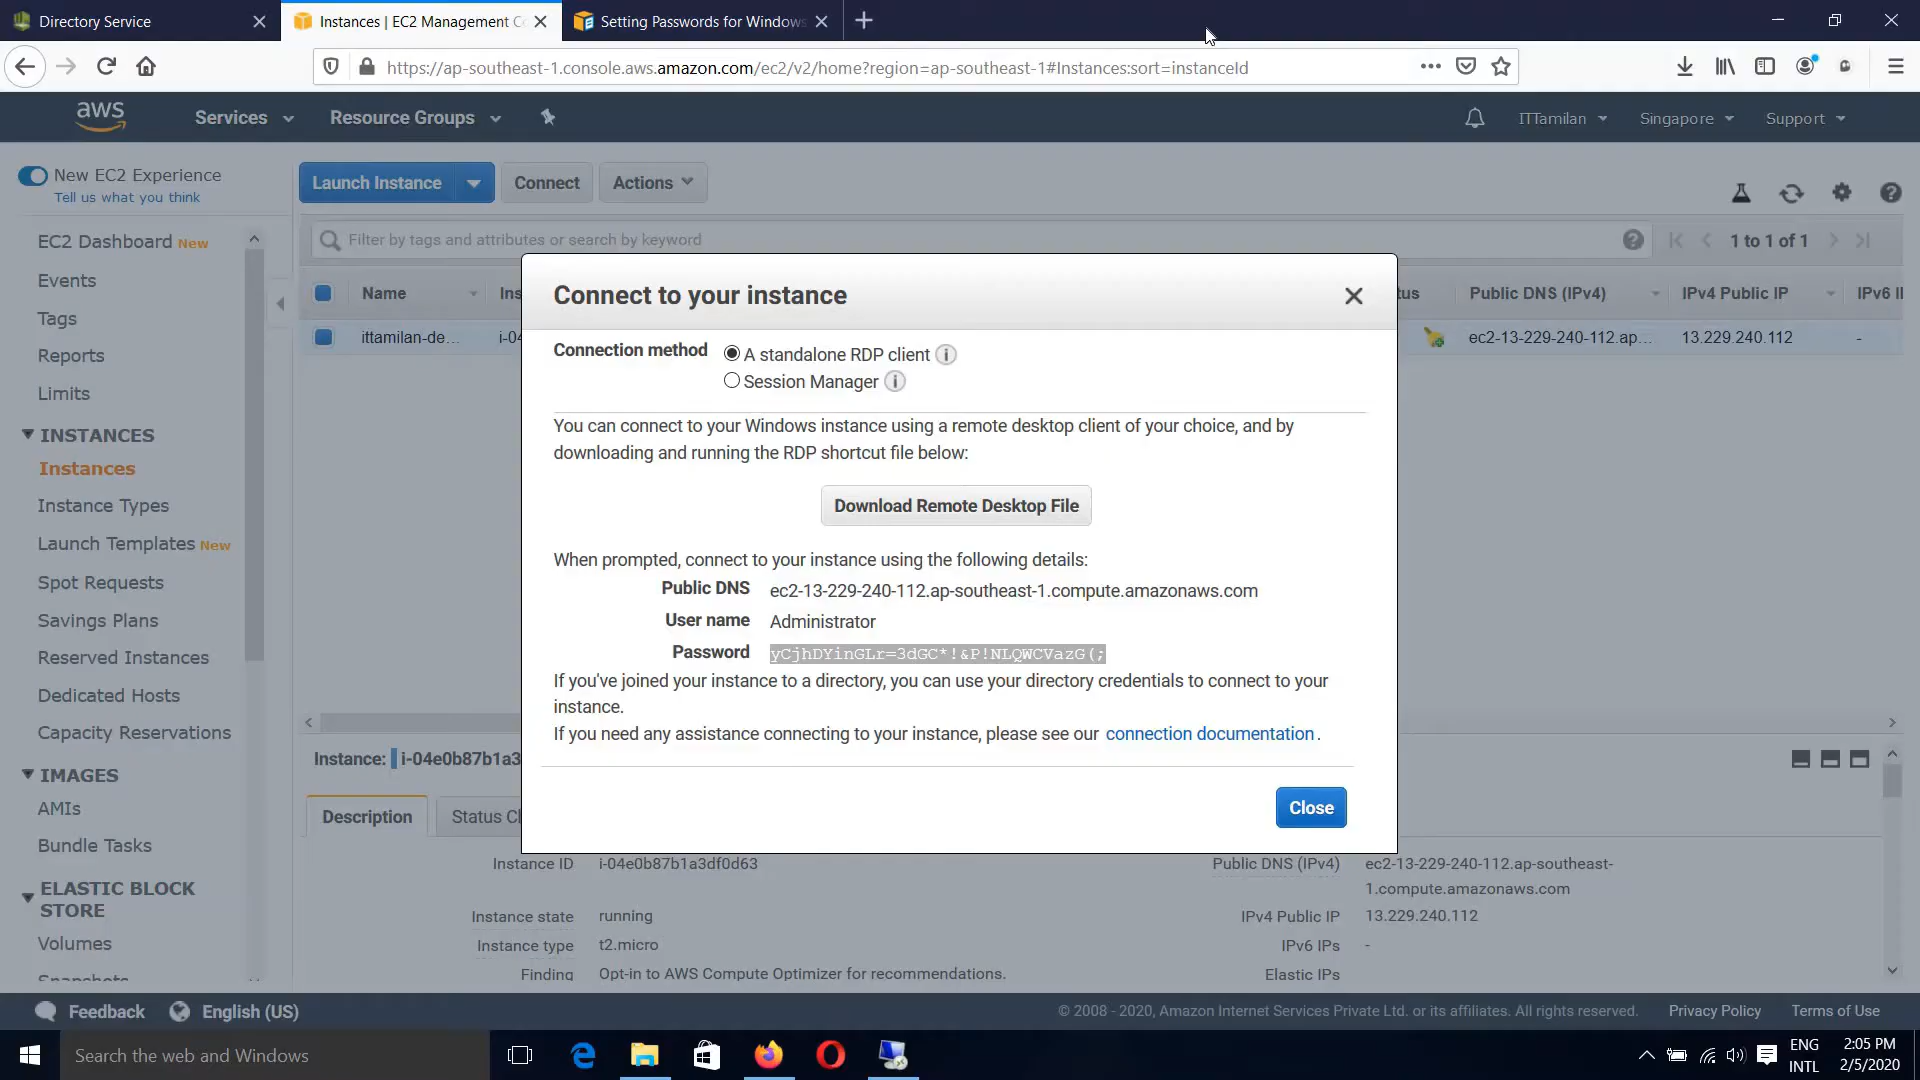 Directory Service
Instances | EC2 Management Co
Setting Passwords for Windows
https://ap-southeast-1.console.aws.amazon.com/ec2/v2/home?region=ap-southeast-1#Instances:sort=instanceId
aws
Services
Resource Groups
ITTamilan
Singapore
Support
New EC2 Experience
Tell us what you think
Launch Instance
Connect
Actions
EC2 Dashboard New
Events
Tags
Reports
Limits
INSTANCES
Instances
Instance Types
Launch Templates New
Spot Requests
Savings Plans
Reserved Instances
Dedicated Hosts
Capacity Reservations
IMAGES
AMIs
Bundle Tasks
ELASTIC BLOCK
STORE
Volumes
Snapshots
Filter by tags and attributes or search by keyword
1 to 1 of 1
Name
Ins
tus
Public DNS (IPv4)
IPv4 Public IP
IPv6 I
ittamilan-de...
i-04
ec2-13-229-240-112.ap...
13.229.240.112
-
Connect to your instance
Connection method
A standalone RDP client
Session Manager
You can connect to your Windows instance using a remote desktop client of your choice, and by
downloading and running the RDP shortcut file below:
Download Remote Desktop File
When prompted, connect to your instance using the following details:
Public DNS ec2-13-229-240-112.ap-southeast-1.compute.amazonaws.com
User name Administrator
Password yCjhDYinGLr=3dGC*!&P!NLQWCVazG(;
If you've joined your instance to a directory, you can use your directory credentials to connect to your
instance.
If you need any assistance connecting to your instance, please see our connection documentation.
Close
Instance: i-04e0b87b1a3
Description
Status C
Instance ID i-04e0b87b1a3df0d63
Instance state running
Instance type t2.micro
Finding Opt-in to AWS Compute Optimizer for recommendations.
Public DNS (IPv4) ec2-13-229-240-112.ap-southeast-
1.compute.amazonaws.com
IPv4 Public IP 13.229.240.112
IPv6 IPs -
Elastic IPs
Feedback
English (US)
© 2008 - 2020, Amazon Internet Services Private Ltd. or its affiliates. All rights reserved.
Privacy Policy
Terms of Use
Search the web and Windows
ENG
INTL
2:05 PM
2/5/2020